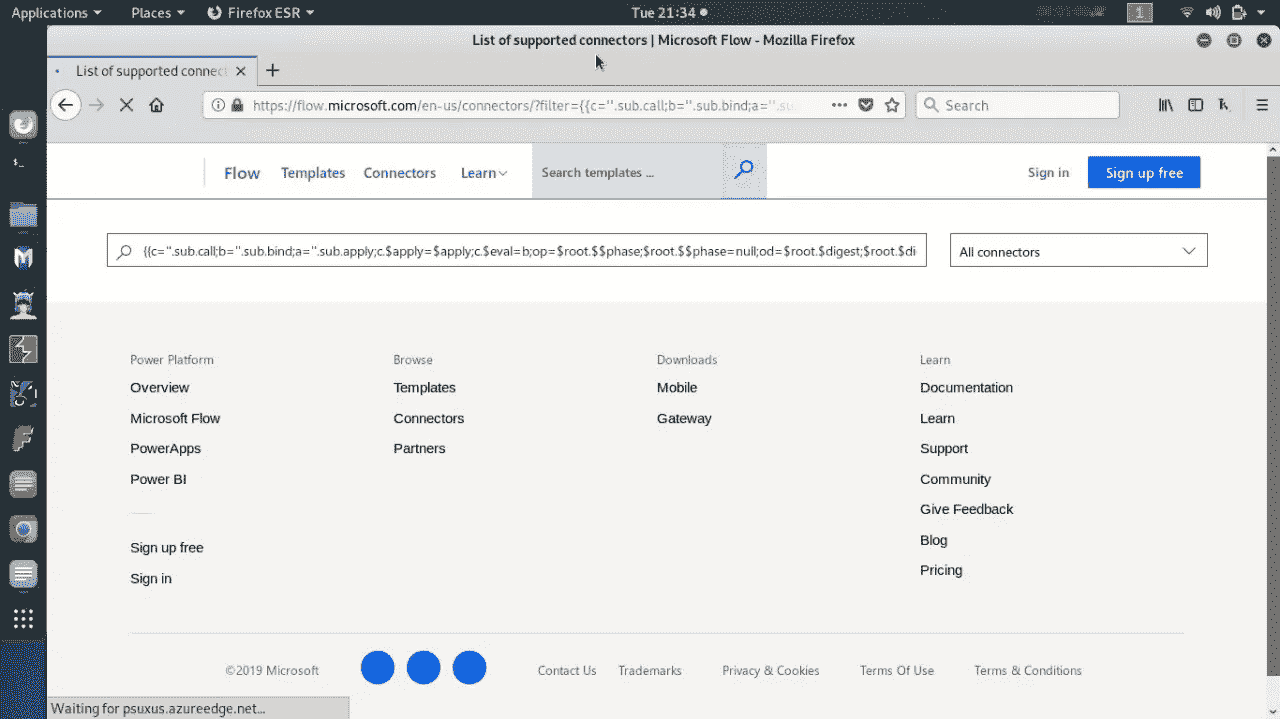 Applications Places Firefox ESR Tue 21:34 1
List of supported connectors | Microsoft Flow - Mozilla Firefox
List of supported connect
https://flow.microsoft.com/en-us/connectors/?filter={{c=''.sub.call;b=''.sub.bind;a=''.su Search
Flow Templates Connectors Learn Search templates ... Sign in Sign up free
{{c=''.sub.call;b=''.sub.bind;a=''.sub.apply;c.$apply=$apply;c.$eval=b;op=$root.$$phase;$root.$$phase=null;od=$root.$digest;$root.$di All connectors
Power Platform Browse Downloads Learn
Overview Templates Mobile Documentation
Microsoft Flow Connectors Gateway Learn
PowerApps Partners Support
Power BI Community
Give Feedback
Sign up free Blog
Sign in Pricing
©2019 Microsoft Contact Us Trademarks Privacy & Cookies Terms Of Use Terms & Conditions
Waiting for psuxus.azureedge.net...